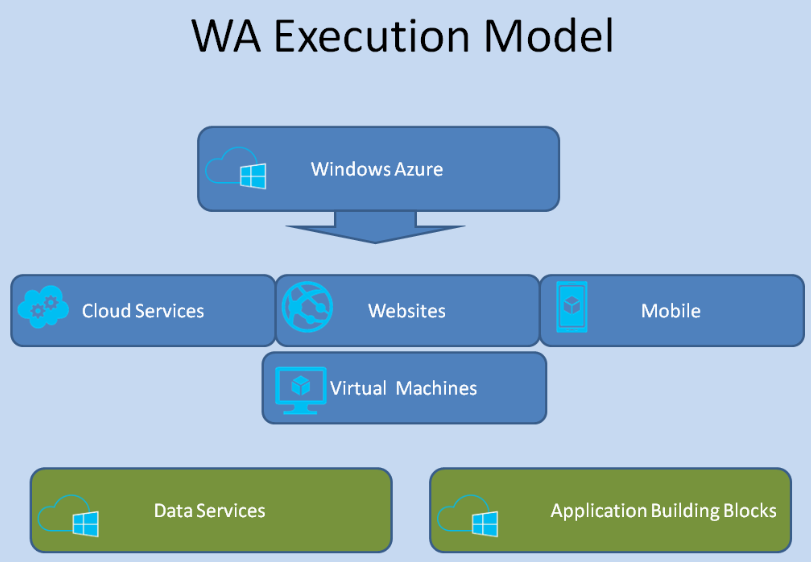 WA Execution Model
Windows Azure
Cloud Services
Websites
Mobile
Virtual Machines
Data Services
Application Building Blocks